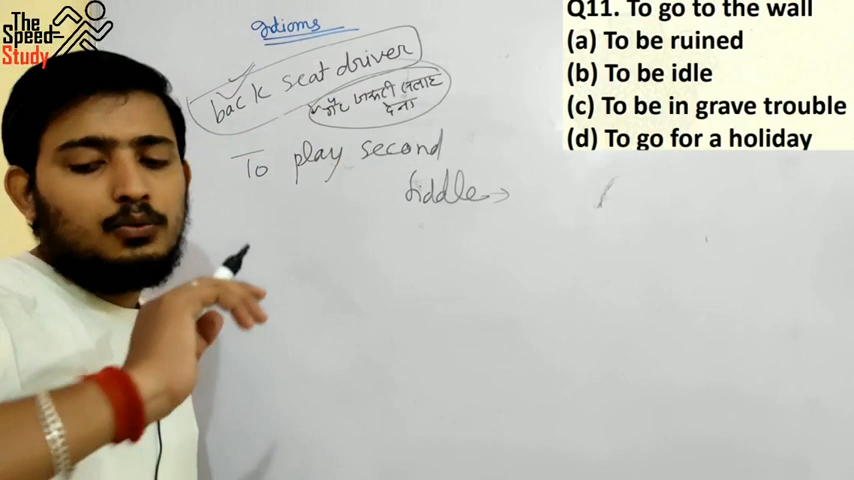 The
Speed
Study
Idioms
back seat driver
गैर जरूरी सलाह
देना
To play second
fiddle →
Q11. To go to the wall
(a) To be ruined
(b) To be idle
(c) To be in grave trouble
(d) To go for a holiday